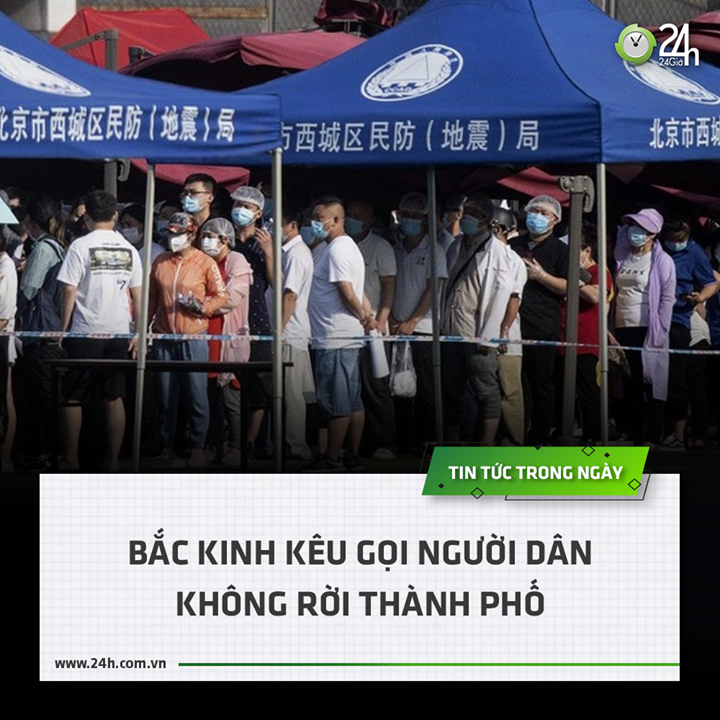 24h
24Giờ
北京市西城区民防(地震)局
市西城区民防(地震)局
北京市西城
TIN TỨC TRONG NGÀY
BẮC KINH KÊU GỌI NGƯỜI DÂN
KHÔNG RỜI THÀNH PHỐ
www.24h.com.vn